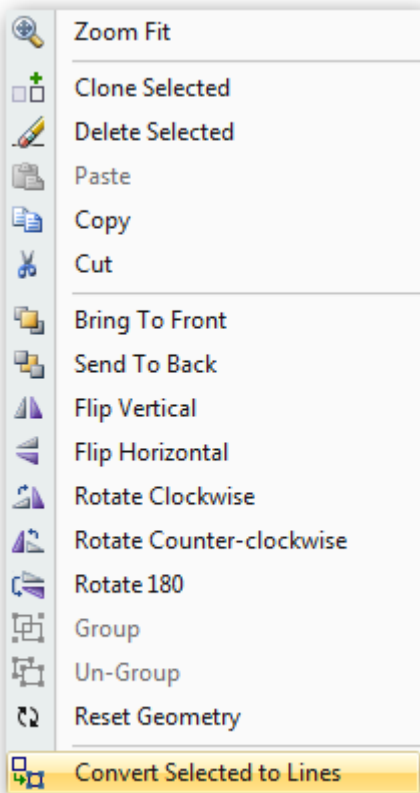 Zoom Fit
Clone Selected
Delete Selected
Paste
Copy
Cut
Bring To Front
Send To Back
Flip Vertical
Flip Horizontal
Rotate Clockwise
Rotate Counter-clockwise
Rotate 180
Group
Un-Group
Reset Geometry
Convert Selected to Lines